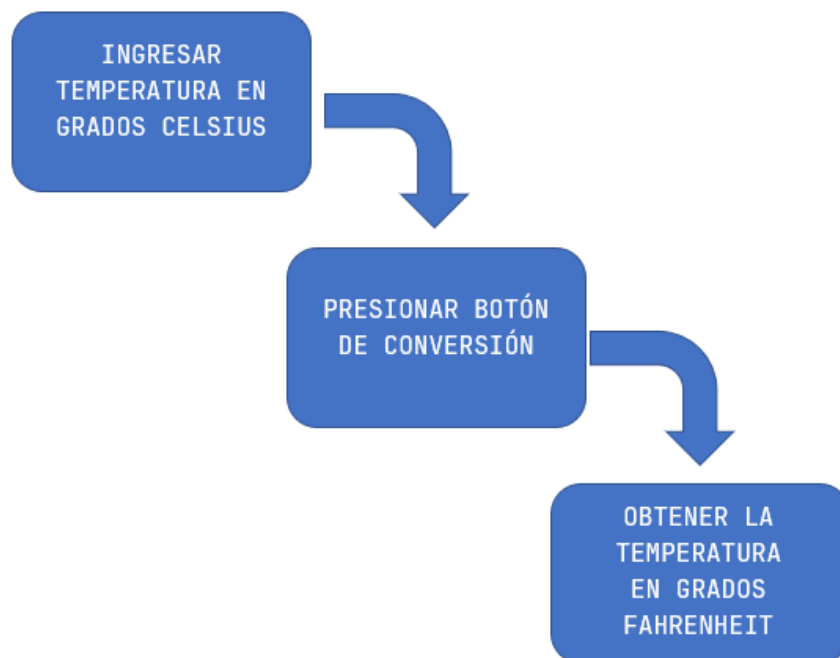 INGRESAR
TEMPERATURA EN
GRADOS CELSIUS
PRESIONAR BOTÓN
DE CONVERSIÓN
OBTENER LA
TEMPERATURA
EN GRADOS
FAHRENHEIT